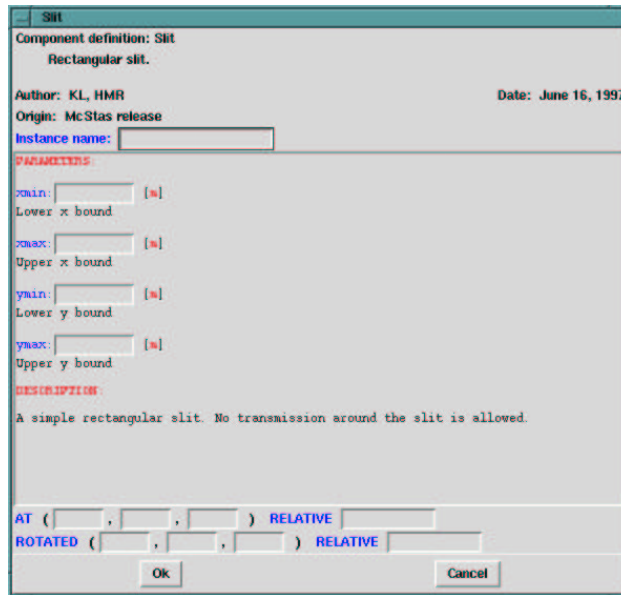 Slit
Component definition: Slit
Rectangular slit.
Author: KL, HMR Date: June 16, 1997
Origin: McStas release
Instance name:
PARAMETERS:
xmin: [m]
Lower x bound
xmax: [m]
Upper x bound
ymin: [m]
Lower y bound
ymax: [m]
Upper y bound
DESCRIPTION:
A simple rectangular slit. No transmission around the slit is allowed.
AT ( , , ) RELATIVE
ROTATED ( , , ) RELATIVE
Ok Cancel